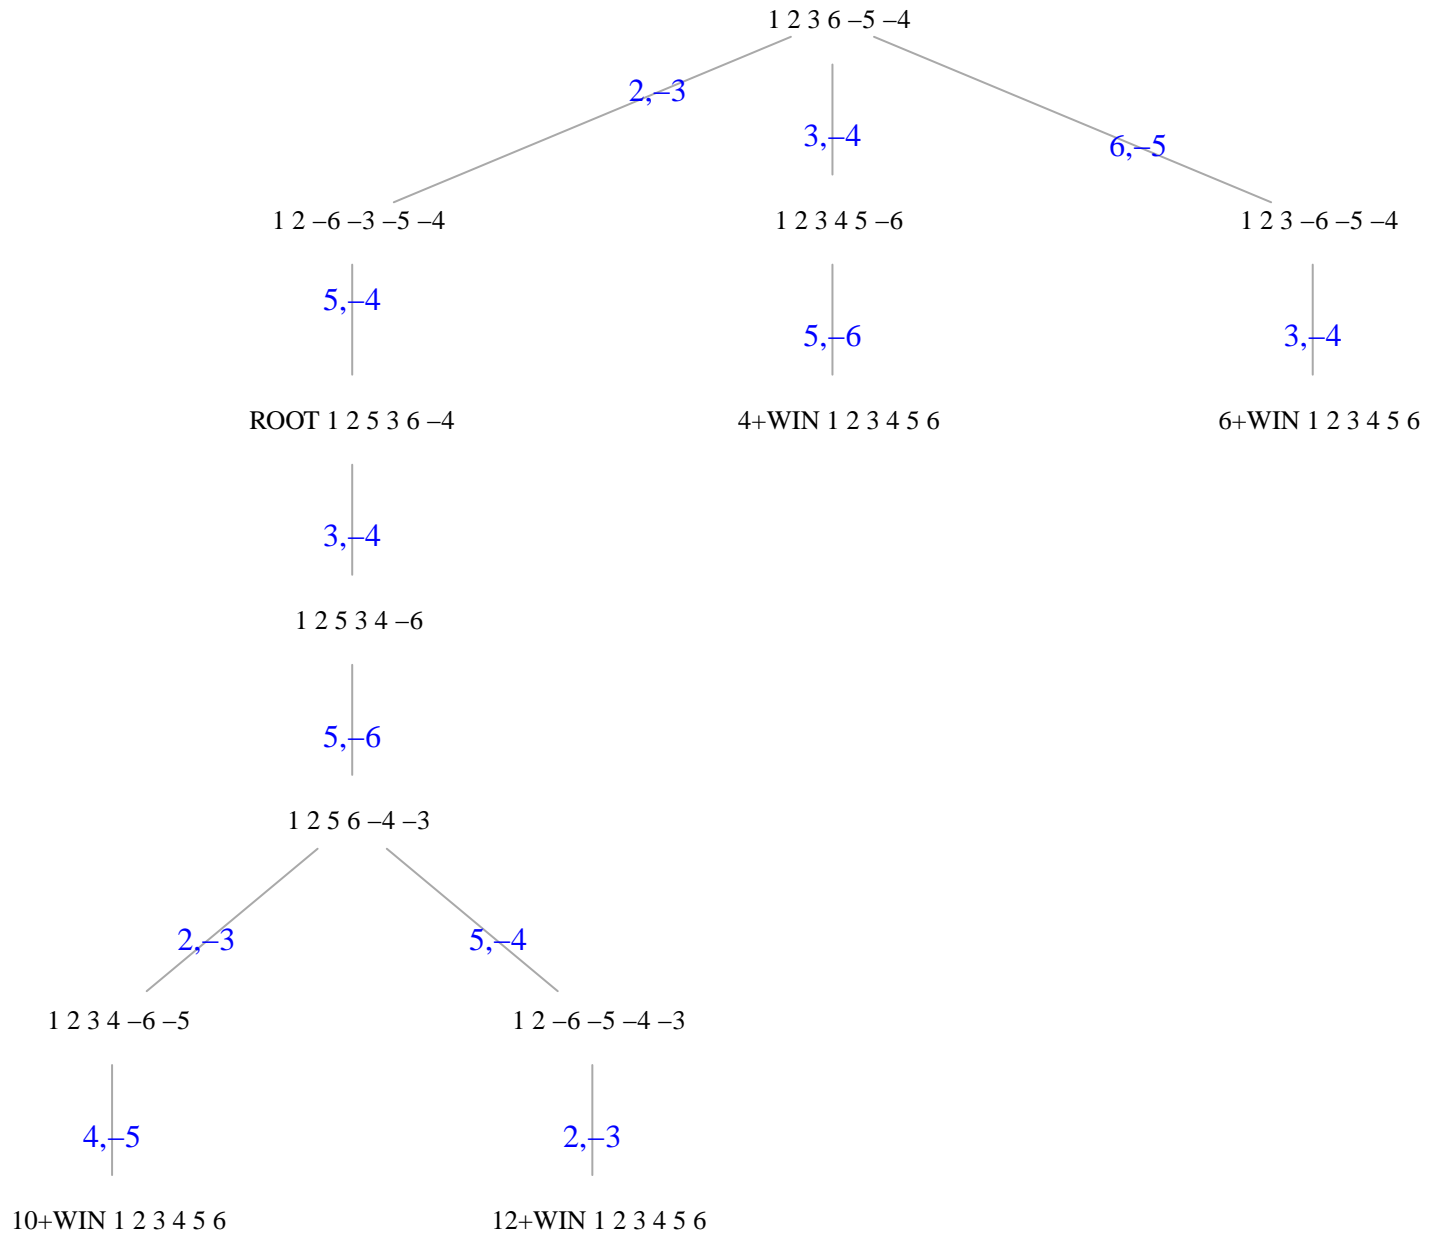 1 2 3 6 –5 –4
2,–3
3,–4
6,–5
1 2 –6 –3 –5 –4
1 2 3 4 5 –6
1 2 3 –6 –5 –4
5,–4
5,–6
3,–4
ROOT 1 2 5 3 6 –4
4+WIN 1 2 3 4 5 6
6+WIN 1 2 3 4 5 6
3,–4
1 2 5 3 4 –6
5,–6
1 2 5 6 –4 –3
2,–3
5,–4
1 2 3 4 –6 –5
1 2 –6 –5 –4 –3
4,–5
2,–3
10+WIN 1 2 3 4 5 6
12+WIN 1 2 3 4 5 6